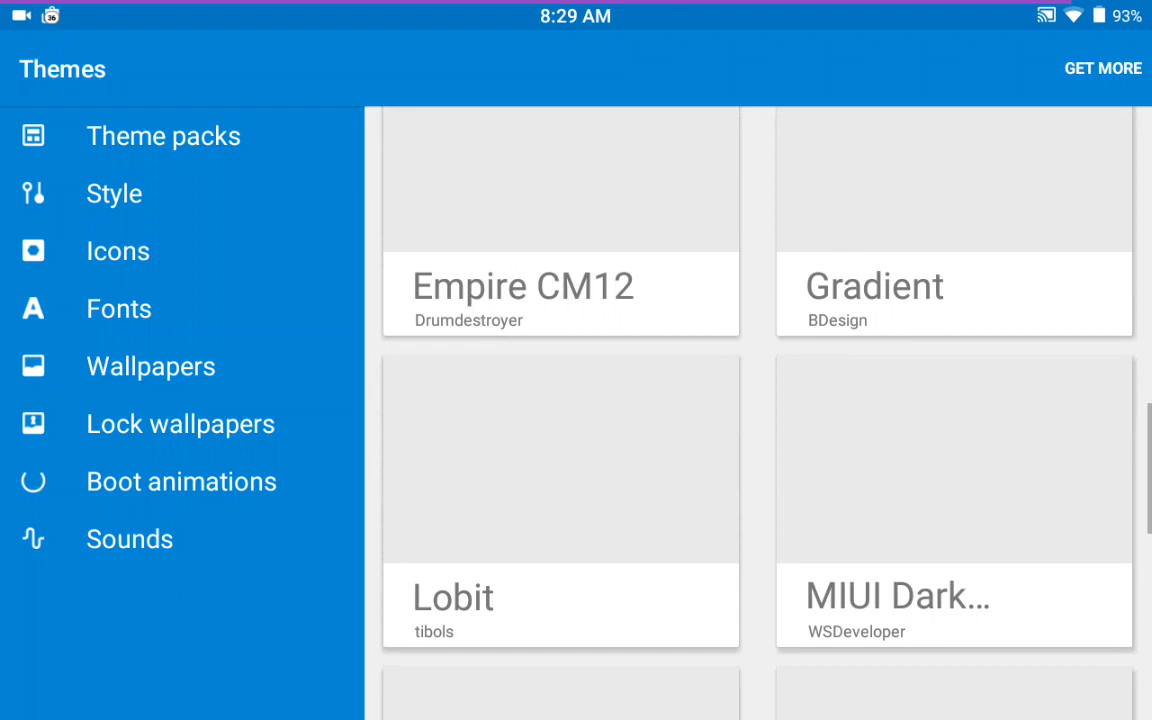 36
8:29 AM
93%
Themes
GET MORE
Theme packs
Style
Icons
Fonts
Wallpapers
Lock wallpapers
Boot animations
Sounds
Empire CM12
Drumdestroyer
Gradient
BDesign
Lobit
tibols
MIUI Dark...
WSDeveloper